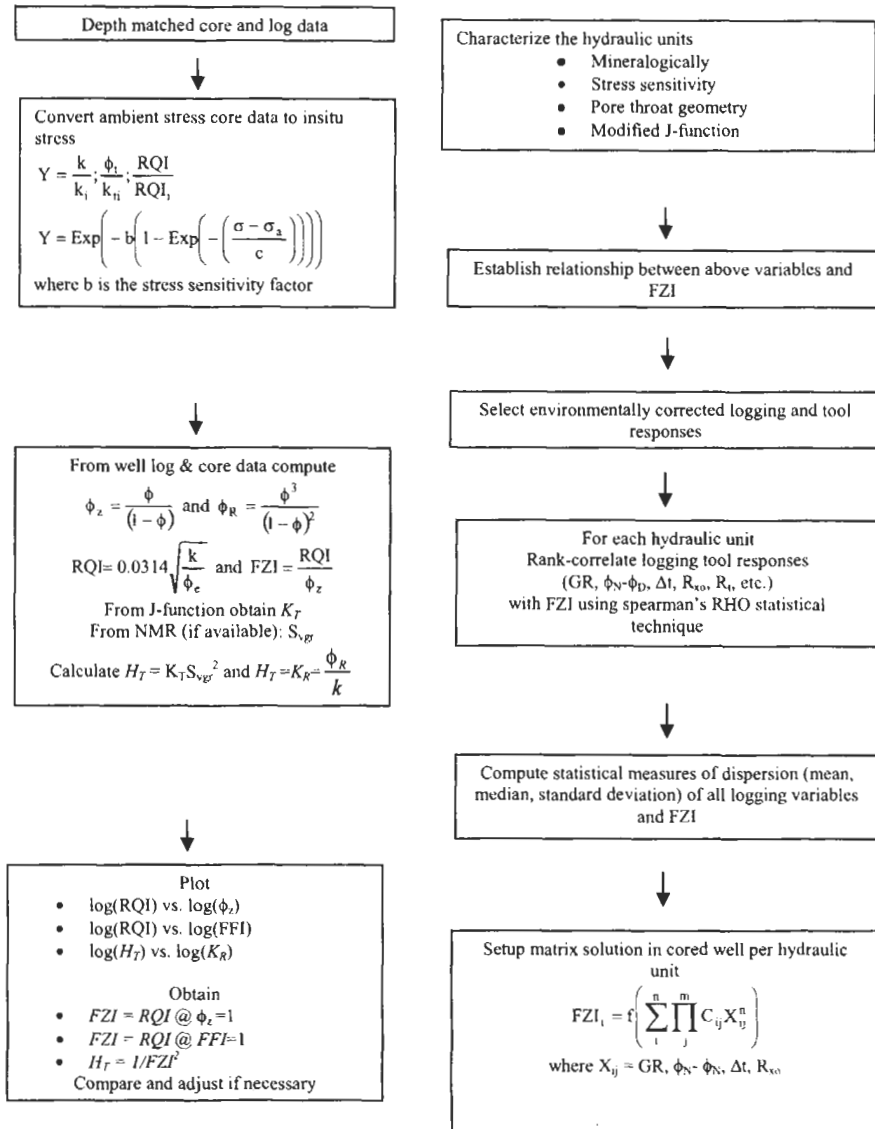 Depth matched core and log data
Convert ambient stress core data to insitu
stress
Y = k/k_i ; ϕ_i/k_ti ; RQI/RQI_i
Y = Exp(-b(1-Exp(-((σ-σ_a)/c))))
where b is the stress sensitivity factor
From well log & core data compute
ϕ_z = ϕ/(1-ϕ) and ϕ_R = ϕ^3/(1-ϕ)^2
RQI= 0.0314√(k/ϕ_e) and FZI = RQI/ϕ_z
From J-function obtain K_T
From NMR (if available): S_vgr
Calculate H_T = K_T S_vgr^2 and H_T = K_R = ϕ_R/k
Plot
• log(RQI) vs. log(ϕ_z)
• log(RQI) vs. log(FFI)
• log(H_T) vs. log(K_R)
Obtain
• FZI = RQI @ ϕ_z =1
• FZI = RQI @ FFI=1
• H_T = 1/FZI^2
Compare and adjust if necessary
Characterize the hydraulic units
• Mineralogically
• Stress sensitivity
• Pore throat geometry
• Modified J-function
Establish relationship between above variables and
FZI
Select environmentally corrected logging and tool
responses
For each hydraulic unit
Rank-correlate logging tool responses
(GR, ϕ_N-ϕ_D, Δt, R_xo, R_t, etc.)
with FZI using spearman's RHO statistical
technique
Compute statistical measures of dispersion (mean,
median, standard deviation) of all logging variables
and FZI
Setup matrix solution in cored well per hydraulic
unit
FZI_i = f(∑_i^n ∏_j^m C_ij X_ij^n)
where X_ij = GR, ϕ_N- ϕ_N, Δt, R_xo